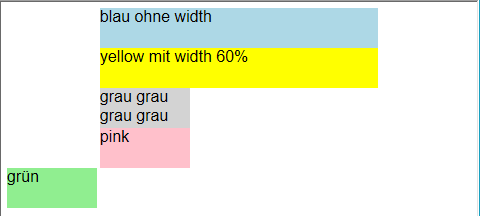 blau ohne width
yellow mit width 60%
grau grau
grau grau
pink
grün